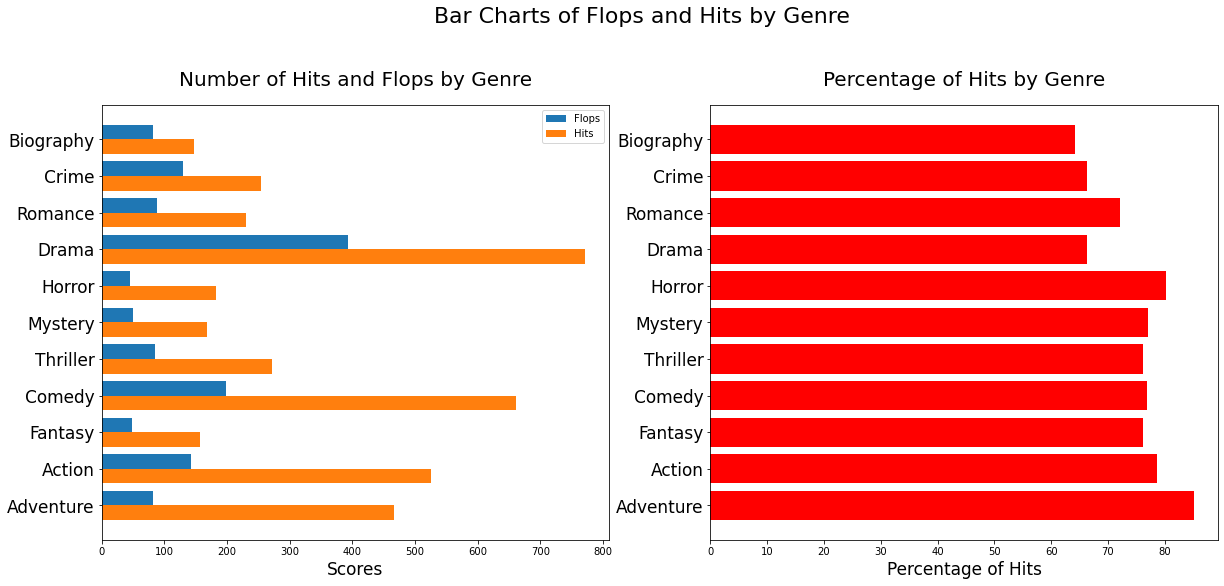 Bar Charts of Flops and Hits by Genre
Number of Hits and Flops by Genre
Flops
Hits
Biography
Crime
Romance
Drama
Horror
Mystery
Thriller
Comedy
Fantasy
Action
Adventure
0 100 200 300 400 500 600 700 800
Scores
Percentage of Hits by Genre
Biography
Crime
Romance
Drama
Horror
Mystery
Thriller
Comedy
Fantasy
Action
Adventure
0 10 20 30 40 50 60 70 80
Percentage of Hits